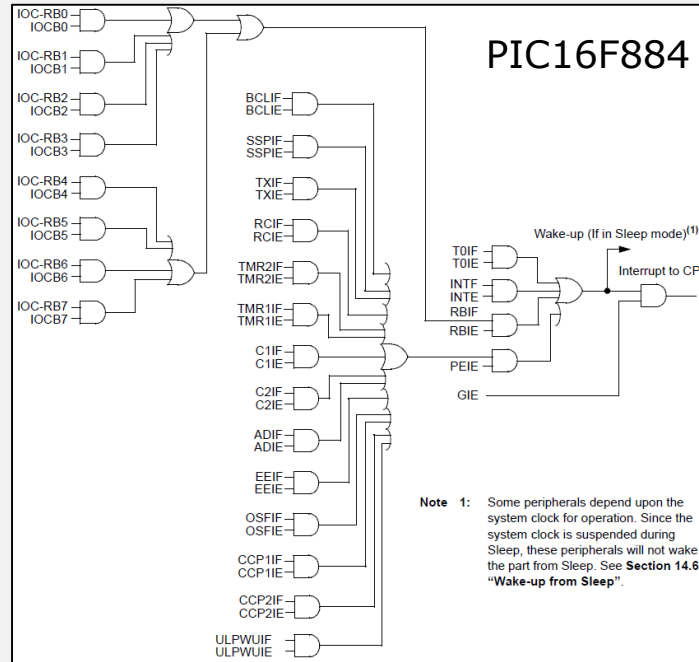 PIC16F884
IOC-RB0
IOCB0
IOC-RB1
IOCB1
IOC-RB2
IOCB2
IOC-RB3
IOCB3
IOC-RB4
IOCB4
IOC-RB5
IOCB5
IOC-RB6
IOCB6
IOC-RB7
IOCB7
BCLIF
BCLIE
SSPIF
SSPIE
TXIF
TXIE
RCIF
RCIE
TMR2IF
TMR2IE
TMR1IF
TMR1IE
C1IF
C1IE
C2IF
C2IE
ADIF
ADIE
EEIF
EEIE
OSFIF
OSFIE
CCP1IF
CCP1IE
CCP2IF
CCP2IE
ULPWUIF
ULPWUIE
Wake-up (If in Sleep mode)(1)
T0IF
T0IE
INTF
INTE
RBIF
RBIE
PEIE
GIE
Interrupt to CP
Note 1: Some peripherals depend upon the
system clock for operation. Since the
system clock is suspended during
Sleep, these peripherals will not wake
the part from Sleep. See Section 14.6
“Wake-up from Sleep”.